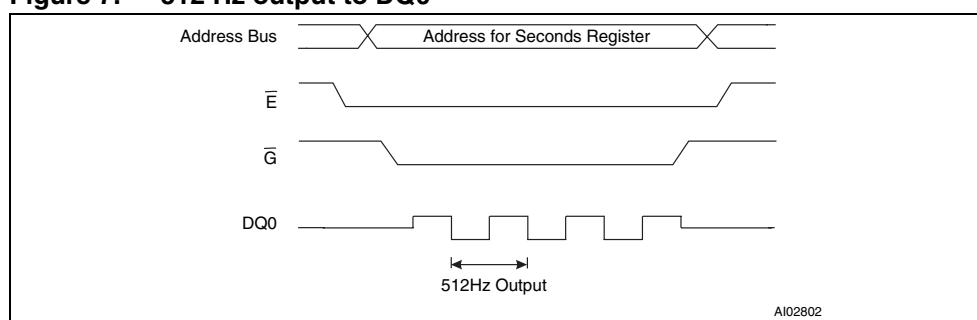 Figure 7. 512 Hz output to DQ0
Address Bus
Address for Seconds Register
E̅
G̅
DQ0
512Hz Output
AI02802